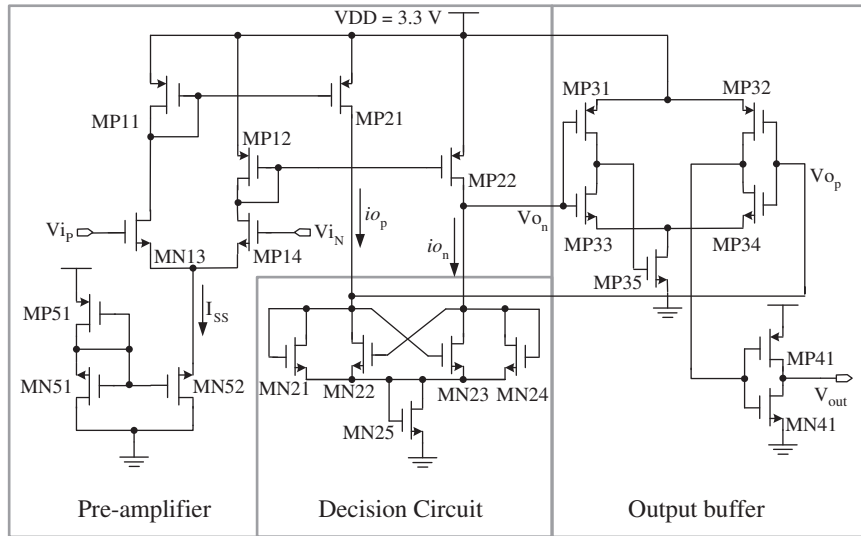 VDD = 3.3 V
MP11
MP21
MP12
MP22
MP31
MP32
Vo_p
Vo_n
MP33
MP34
MP35
io_p
io_n
Vi_P
MN13
MP14
Vi_N
MP51
I_SS
MN51
MN52
MN21
MN22
MN23
MN24
MN25
MP41
V_out
MN41
Pre-amplifier
Decision Circuit
Output buffer